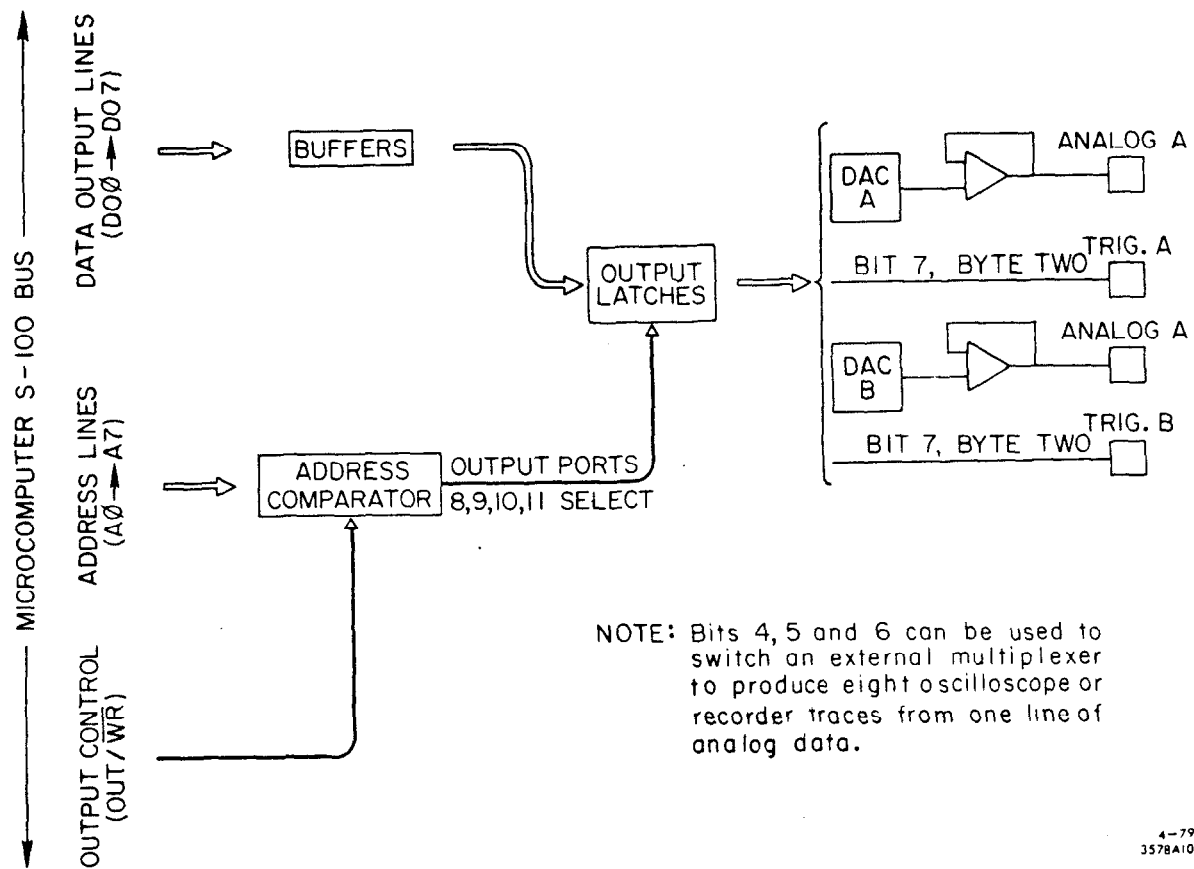 MICROCOMPUTER S-100 BUS
DATA OUTPUT LINES
(DOØ→DO7)
ADDRESS LINES
(AØ→A7)
OUTPUT CONTROL
(OUT/W̅R̅)
BUFFERS
OUTPUT
LATCHES
ADDRESS
COMPARATOR
OUTPUT PORTS
8,9,10,11 SELECT
DAC
A
ANALOG A
BIT 7, BYTE TWO
TRIG. A
DAC
B
ANALOG A
BIT 7, BYTE TWO
TRIG. B
NOTE: Bits 4, 5 and 6 can be used to
switch an external multiplexer
to produce eight oscilloscope or
recorder traces from one line of
analog data.
4-79
3578A10